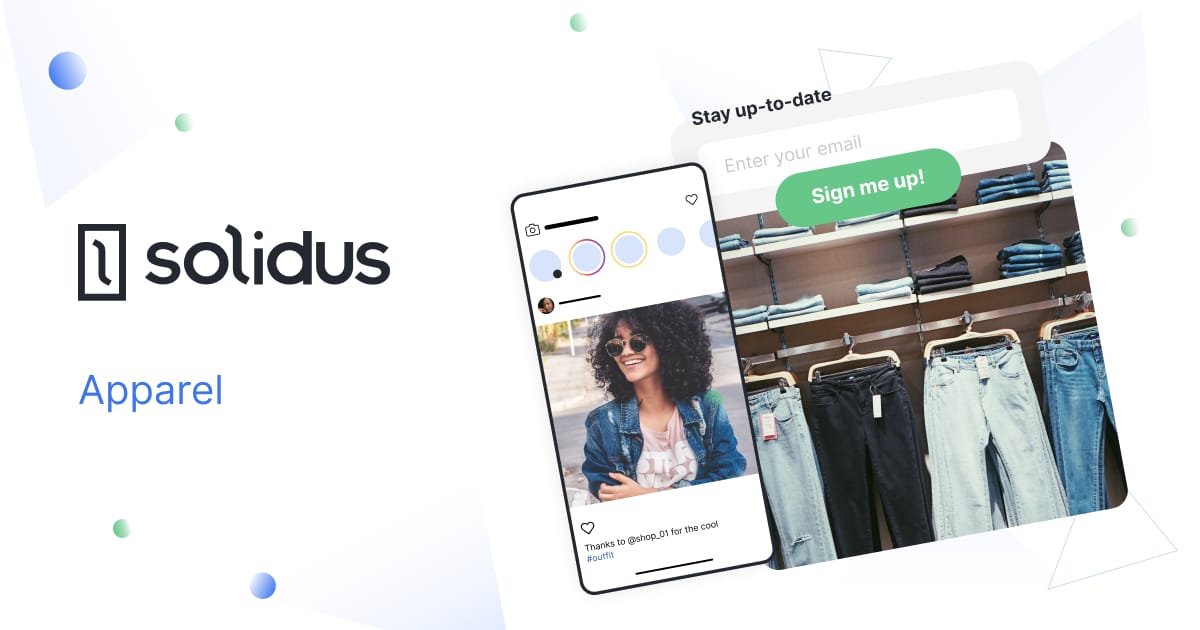 solidus
Apparel
Stay up-to-date
Enter your email
Sign me up!
Thanks to @shop_01 for the cool
#outfit